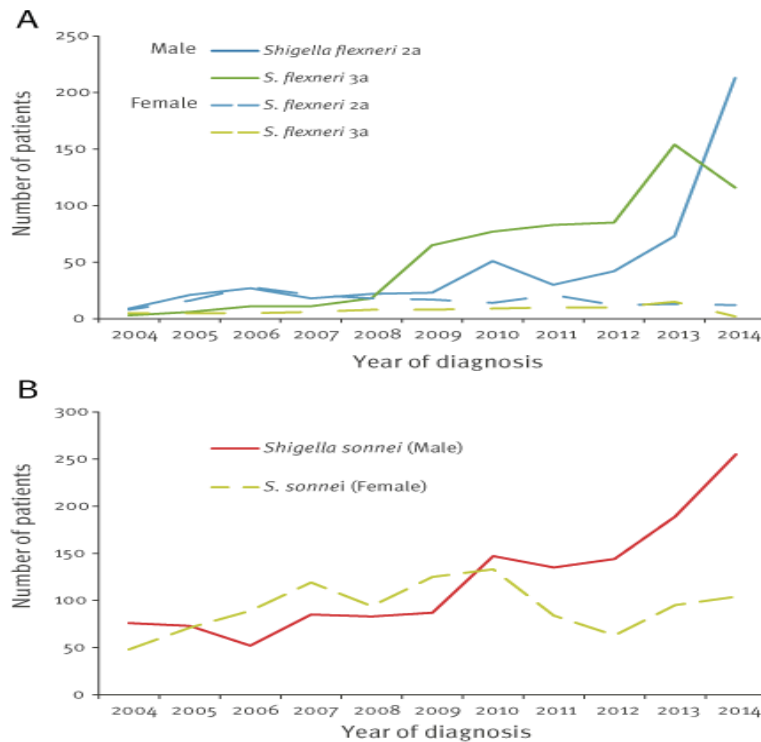 A
250
Male
Shigella flexneri 2a
200
S. flexneri 3a
Female
S. flexneri 2a
150
S. flexneri 3a
100
50
0
Number of patients
2004 2005 2006 2007 2008 2009 2010 2011 2012 2013 2014
Year of diagnosis
B
300
250
Shigella sonnei (Male)
200
S. sonnei (Female)
150
100
50
0
Number of patients
2004 2005 2006 2007 2008 2009 2010 2011 2012 2013 2014
Year of diagnosis